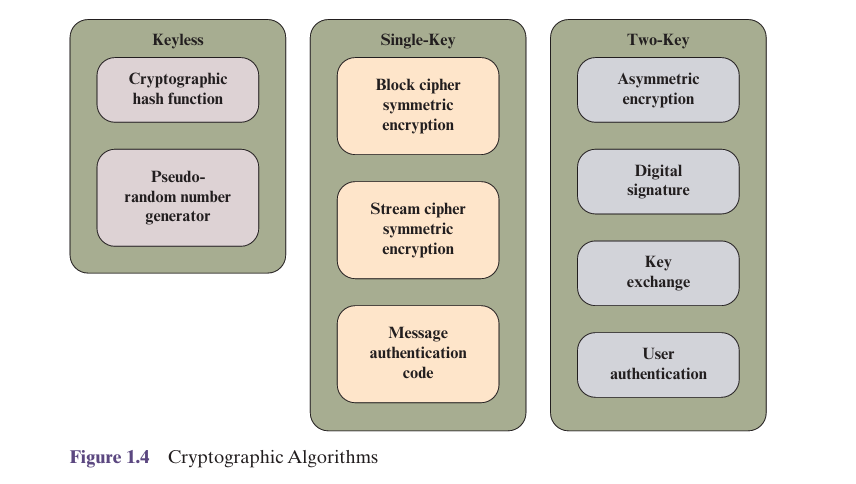 Keyless
Cryptographic
hash function
Pseudo-
random number
generator
Single-Key
Block cipher
symmetric
encryption
Stream cipher
symmetric
encryption
Message
authentication
code
Two-Key
Asymmetric
encryption
Digital
signature
Key
exchange
User
authentication
Figure 1.4 Cryptographic Algorithms